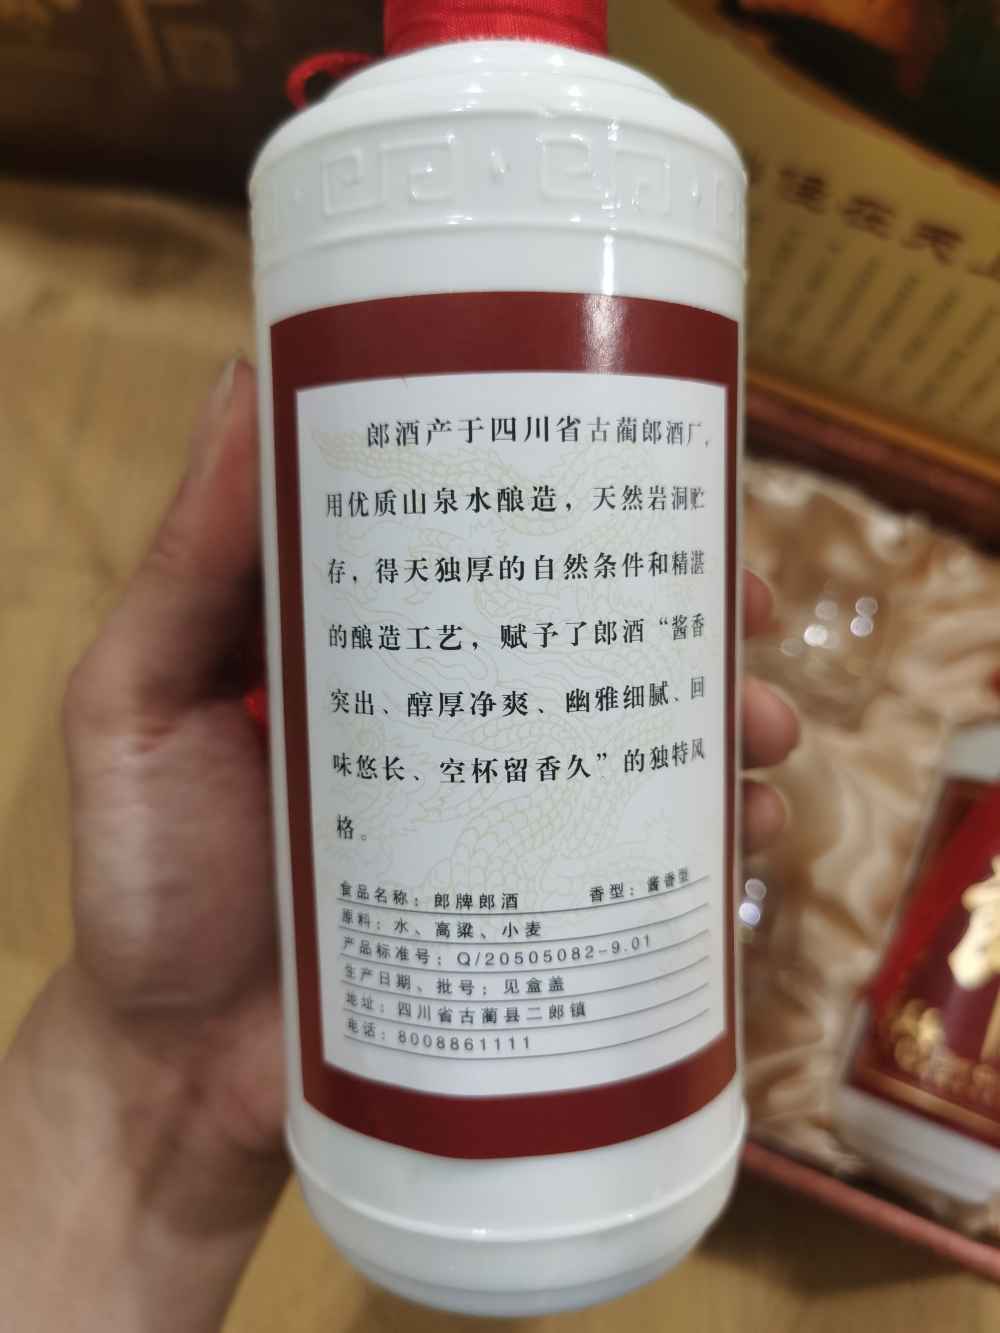 郎酒产于四川省古蔺郎酒厂，
用优质山泉水酿造，天然岩洞贮
存，得天独厚的自然条件和精湛
的酿造工艺，赋予了郎酒“酱香
突出、醇厚净爽、幽雅细腻、回
味悠长、空杯留香久”的独特风
格。
食品名称：郎牌郎酒 香型：酱香型
原料：水、高粱、小麦
产品标准号：Q/20505082-9.01
生产日期、批号：见盒盖
地址：四川省古蔺县二郎镇
电话：8008861111